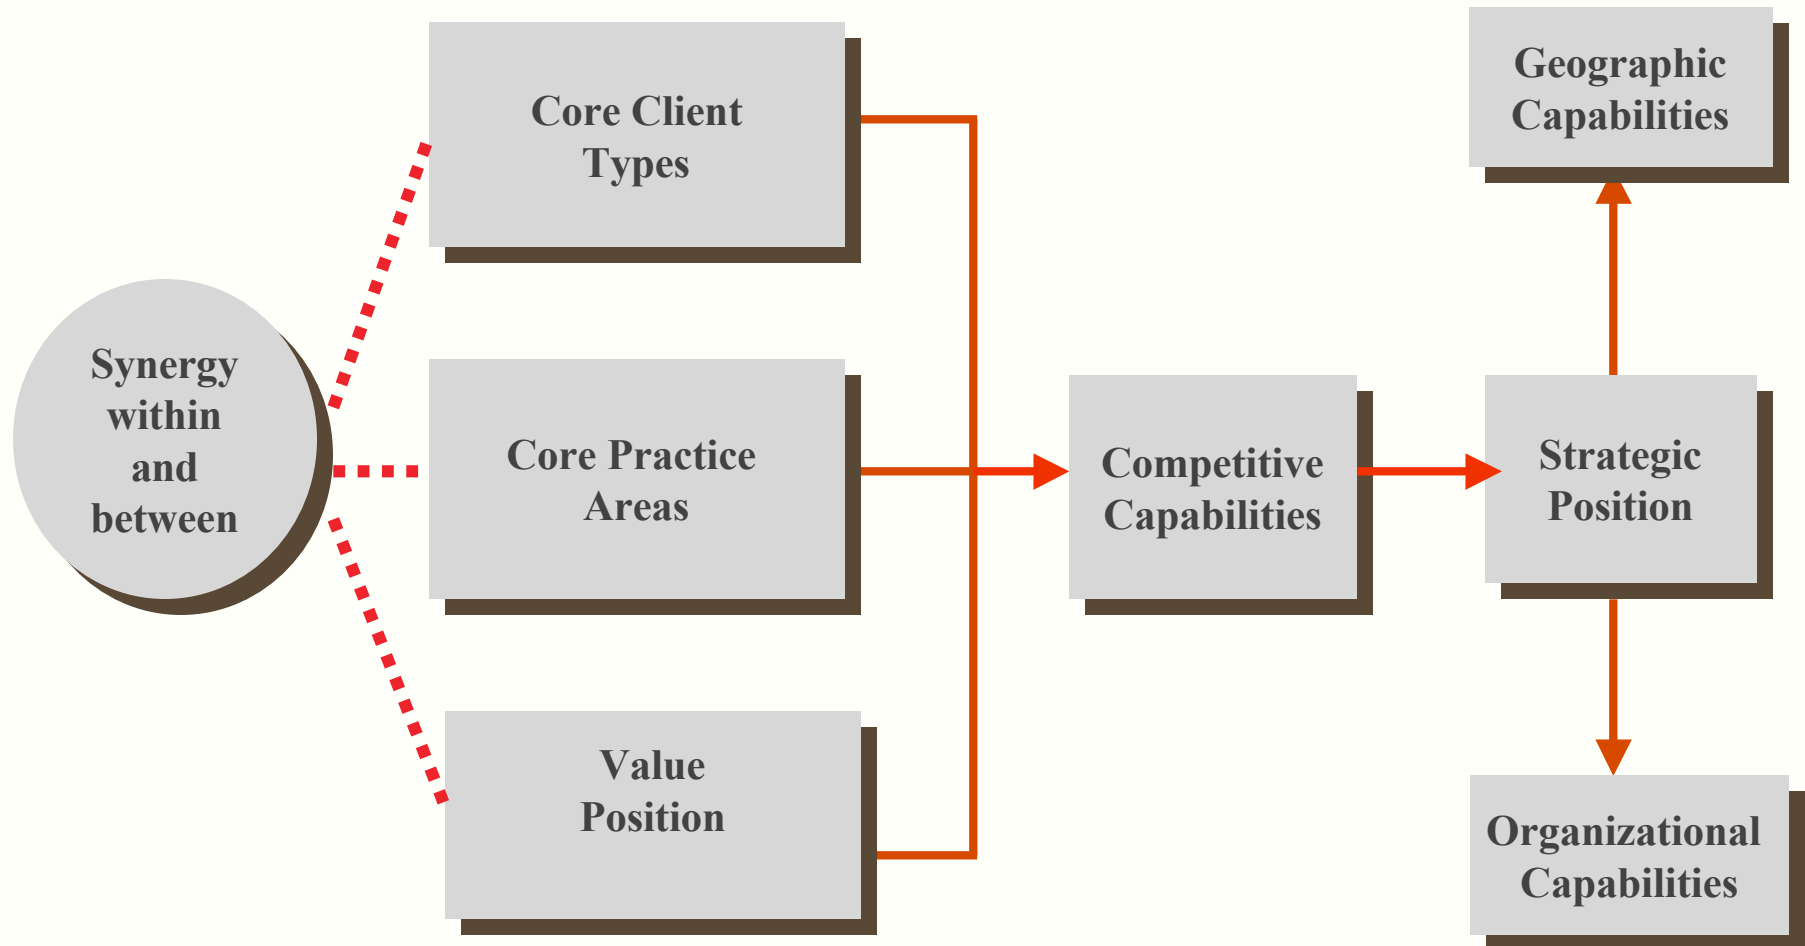 Synergy
within
and
between
Core Client
Types
Core Practice
Areas
Value
Position
Competitive
Capabilities
Strategic
Position
Geographic
Capabilities
Organizational
Capabilities